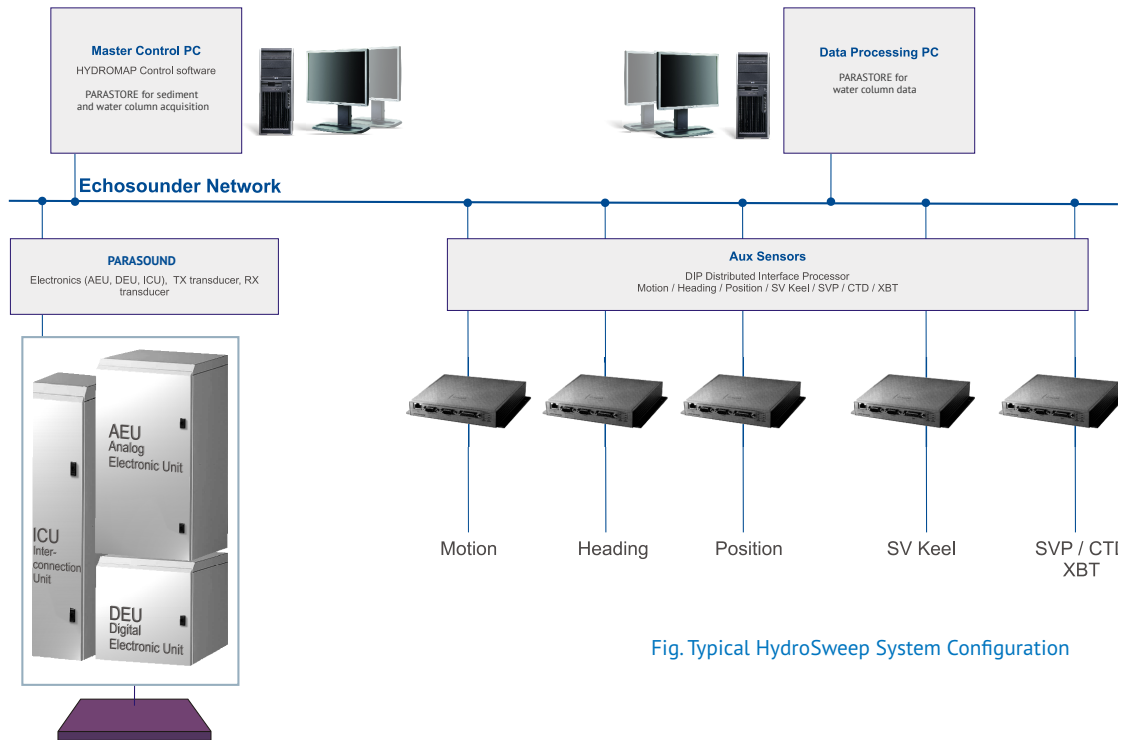 Master Control PC
HYDROMAP Control software
PARASTORE for sediment
and water column acquisition
Data Processing PC
PARASTORE for
water column data
Echosounder Network
PARASOUND
Electronics (AEU, DEU, ICU), TX transducer, RX
transducer
Aux Sensors
DIP Distributed Interface Processor
Motion / Heading / Position / SV Keel / SVP / CTD / XBT
AEU
Analog
Electronic Unit
ICU
Inter-
connection
Unit
DEU
Digital
Electronic Unit
Motion
Heading
Position
SV Keel
SVP / CTD
XBT
Fig. Typical HydroSweep System Configuration